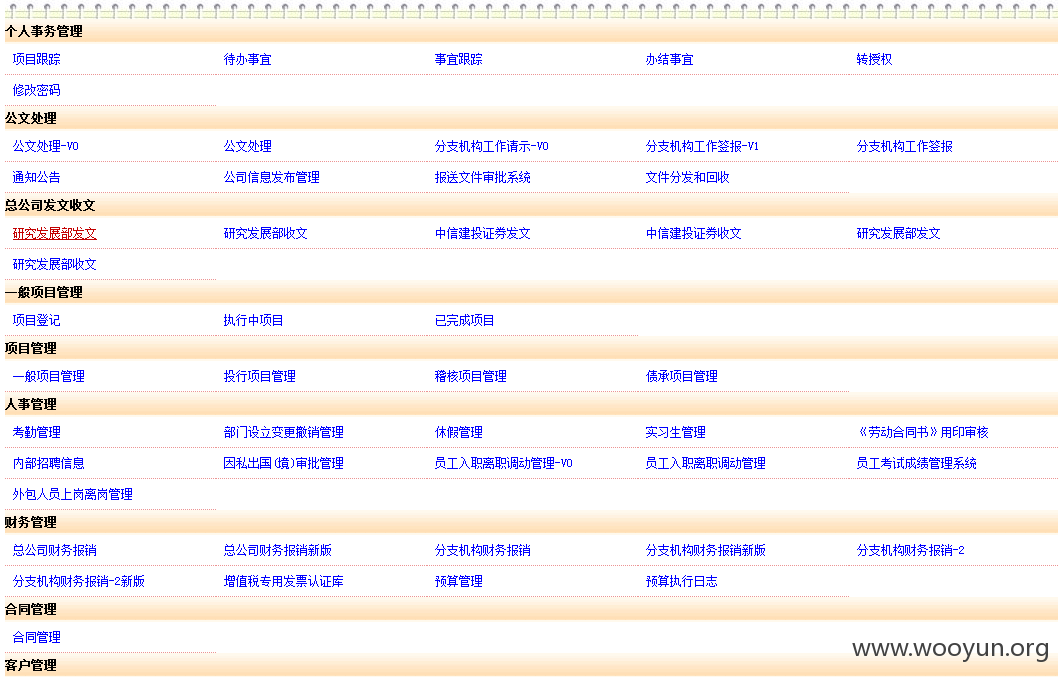 个人事务管理
项目跟踪 待办事宜 事宜跟踪 办结事宜 转授权
修改密码
公文处理
公文处理-V0 公文处理 分支机构工作请示-V0 分支机构工作签报-V1 分支机构工作签报
通知公告 公司信息发布管理 报送文件审批系统 文件分发和回收
总公司发文收文
研究发展部发文 研究发展部收文 中信建投证券发文 中信建投证券收文 研究发展部发文
研究发展部收文
一般项目管理
项目登记 执行中项目 已完成项目
项目管理
一般项目管理 投行项目管理 稽核项目管理 债承项目管理
人事管理
考勤管理 部门设立变更撤销管理 休假管理 实习生管理 《劳动合同书》用印审核
内部招聘信息 因私出国(境)审批管理 员工入职离职调动管理-V0 员工入职离职调动管理 员工考试成绩管理系统
外包人员上岗离岗管理
财务管理
总公司财务报销 总公司财务报销新版 分支机构财务报销 分支机构财务报销新版 分支机构财务报销-2
分支机构财务报销-2新版 增值税专用发票认证库 预算管理 预算执行日志
合同管理
合同管理
客户管理
www.wooyun.org